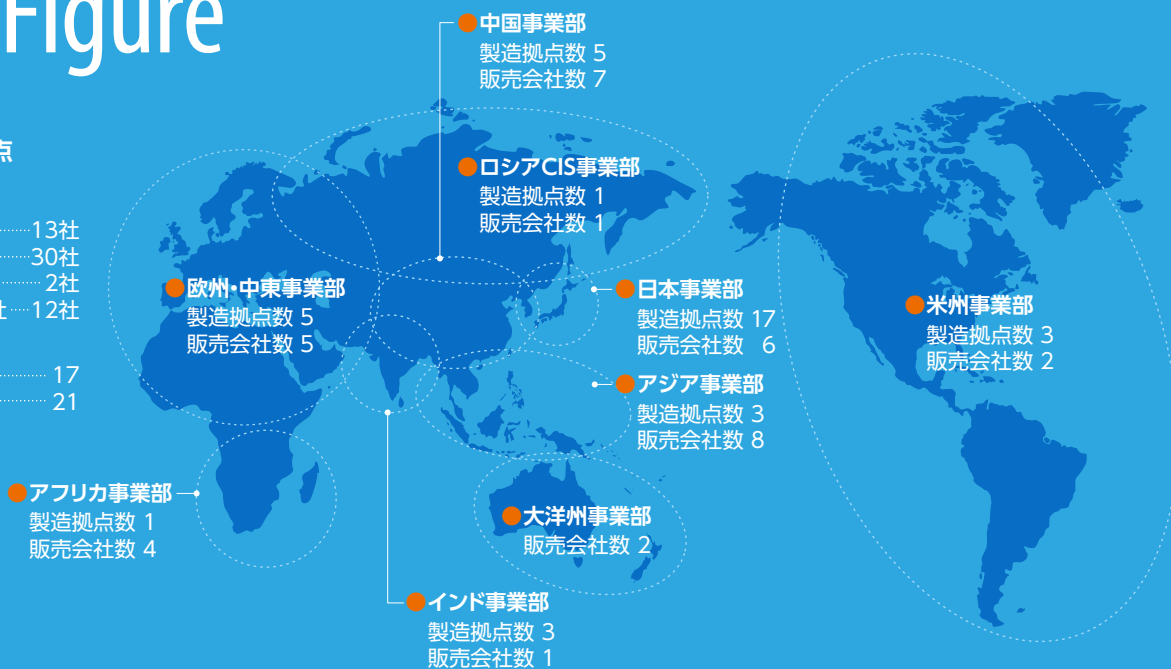 Figure
点
13社
30社
2社
社 12社
17
21
中国事業部
製造拠点数 5
販売会社数 7
ロシアCIS事業部
製造拠点数 1
販売会社数 1
欧州・中東事業部
製造拠点数 5
販売会社数 5
日本事業部
製造拠点数 17
販売会社数 6
米州事業部
製造拠点数 3
販売会社数 2
アジア事業部
製造拠点数 3
販売会社数 8
アフリカ事業部
製造拠点数 1
販売会社数 4
大洋州事業部
販売会社数 2
インド事業部
製造拠点数 3
販売会社数 1